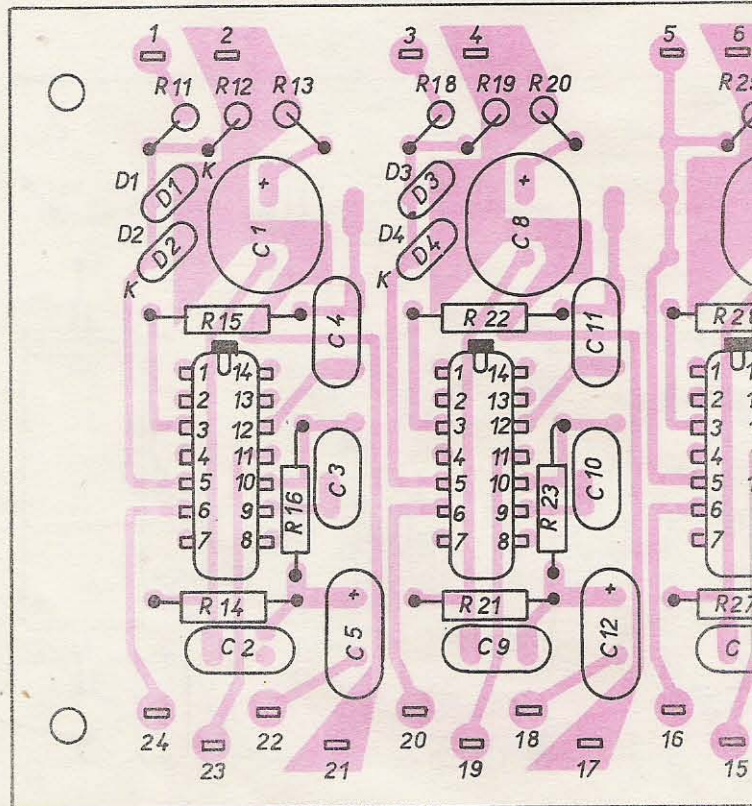 1 2 3 4 5 6
R11 R12 R13 R18 R19 R20
D1 D1 K D3 D3
+ +
D2 D2 C1 D4 D4 C8
K K
R15 C4 R22 C11
1 14 1 14 1
2 13 2 13 2
3 12 3 12 3
4 11 4 11 4
5 10 C3 5 10 C10 5
6 9 R16 6 9 R23 6
7 8 7 8 7
R14 + R21 + R27
C2 C5 C9 C12 C
24 22 20 18 16
23 21 19 17 15